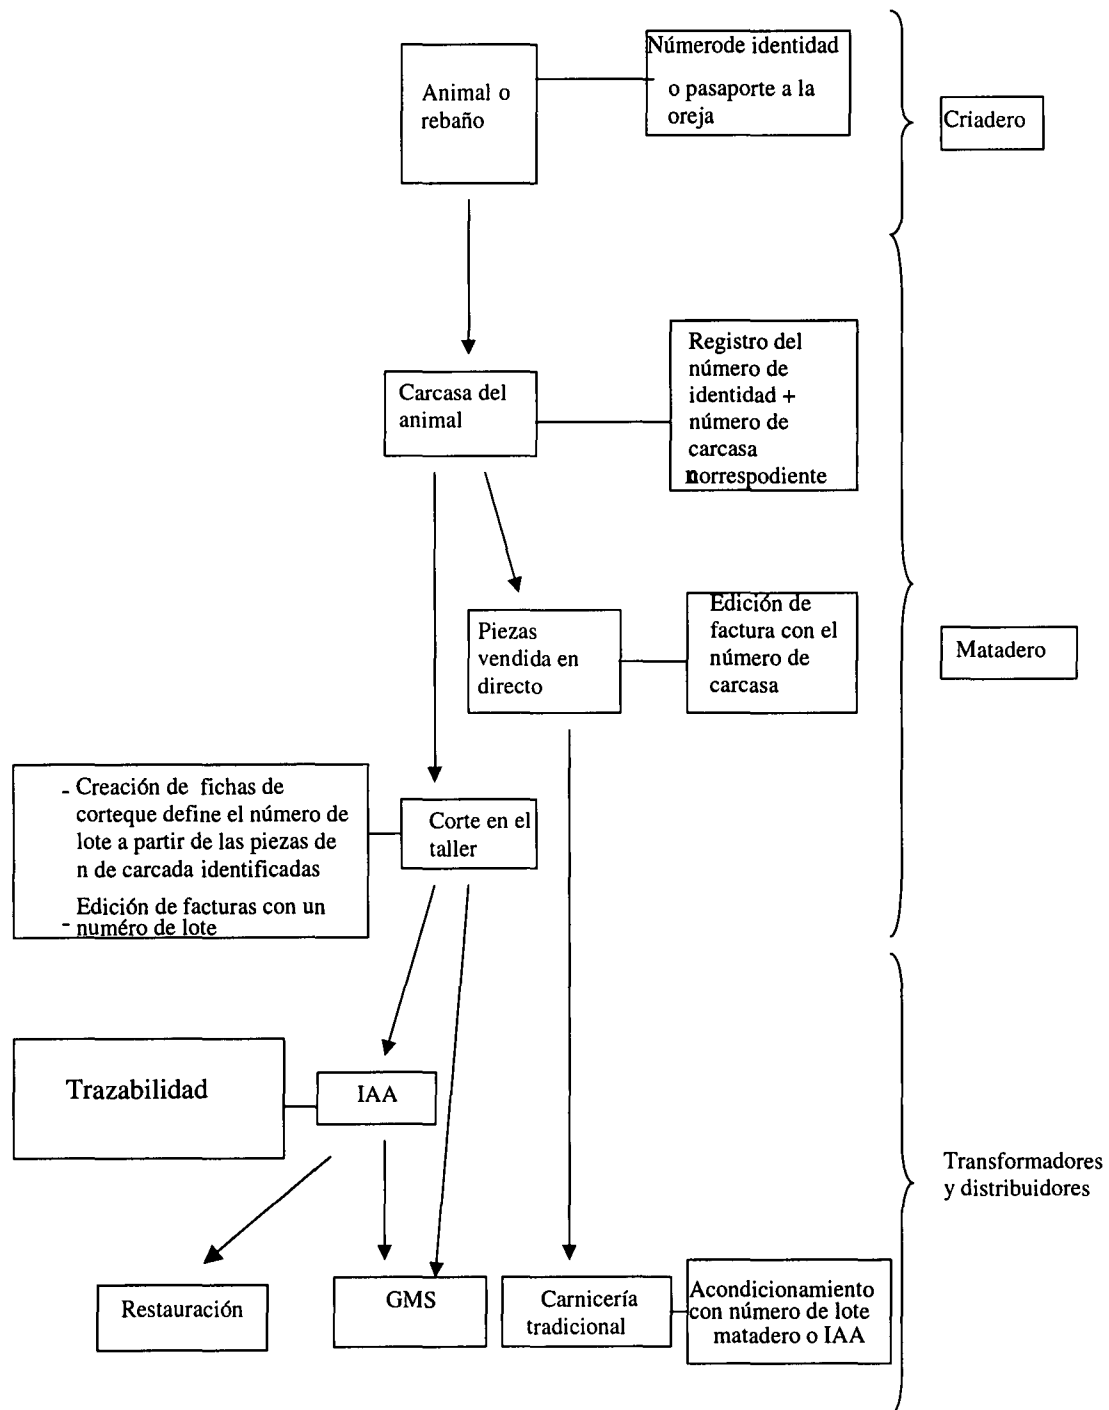 Númerode identidad
o pasaporte a la
oreja
Animal o
rebaño
Criadero
Registro del
número de
identidad +
número de
carcasa
norrespodiente
Carcasa del
animal
Edición de
factura con el
número de
carcasa
Piezas
vendida en
directo
Matadero
- Creación de fichas de
corteque define el número de
lote a partir de las piezas de
n de carcada identificadas
Edición de facturas con un
- numéro de lote
Corte en el
taller
Trazabilidad
IAA
Transformadores
y distribuidores
Restauración
GMS
Carnicería
tradicional
Acondicionamiento
con número de lote
matadero o IAA